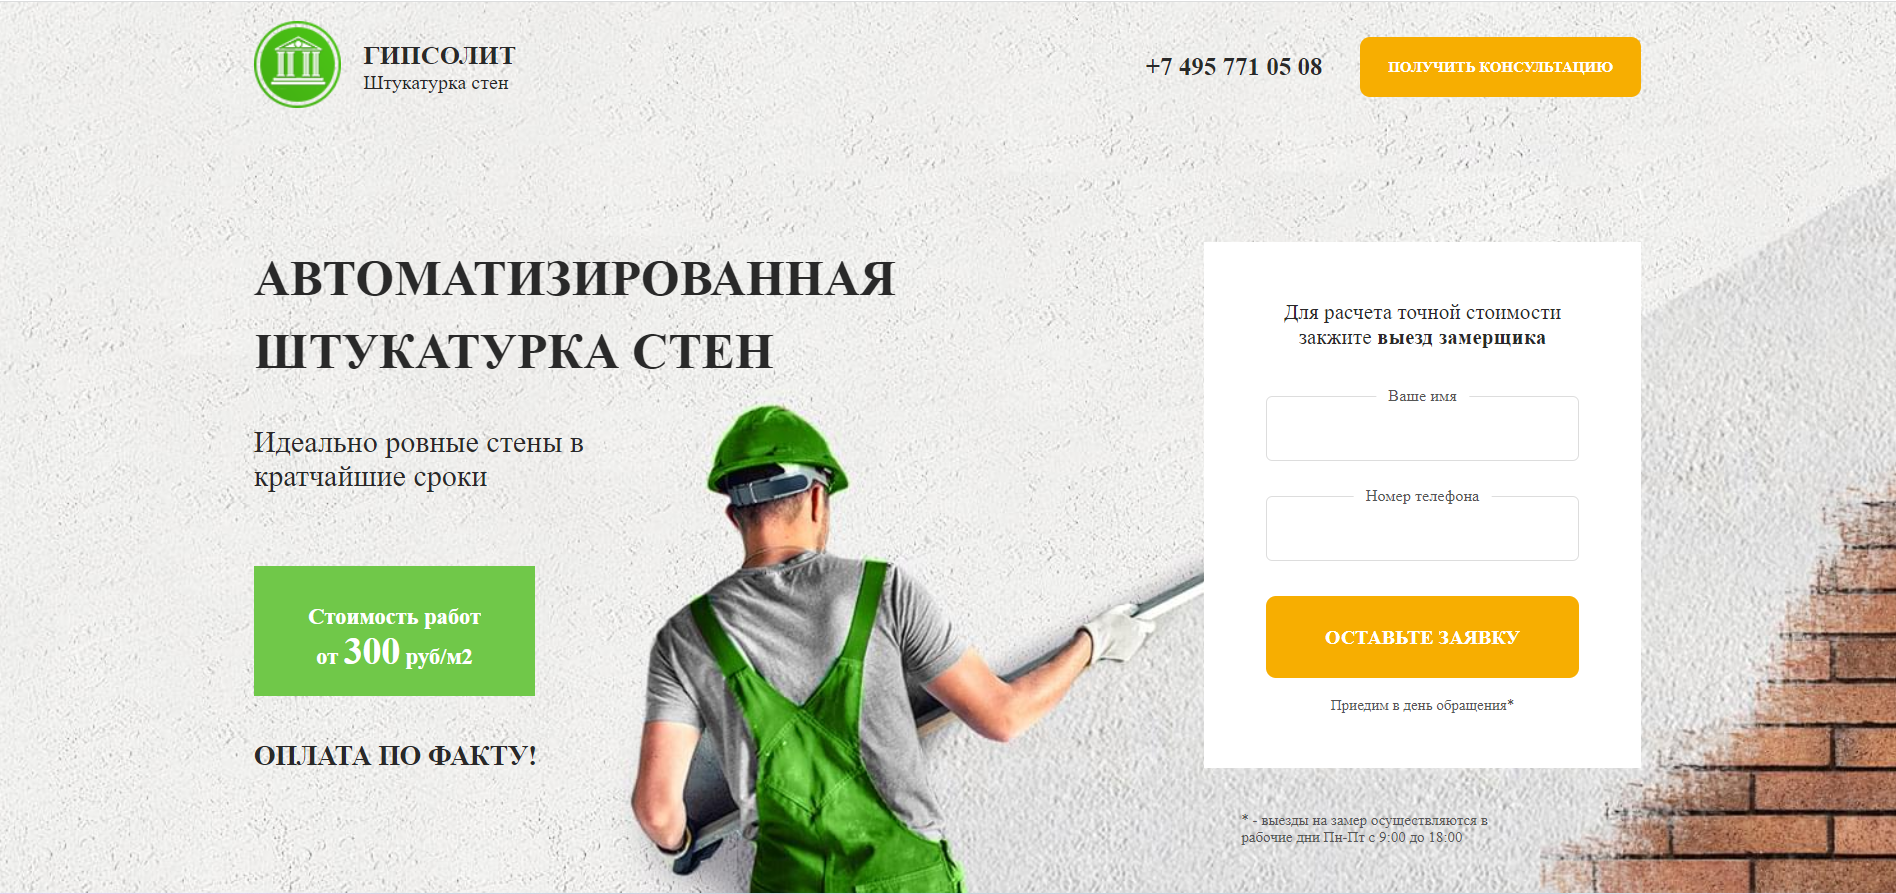 ГИПСОЛИТ
Штукатурка стен
+7 495 771 05 08
ПОЛУЧИТЬ КОНСУЛЬТАЦИЮ
АВТОМАТИЗИРОВАННАЯ
ШТУКАТУРКА СТЕН
Идеально ровные стены в
кратчайшие сроки
Стоимость работ
от 300 руб/м2
ОПЛАТА ПО ФАКТУ!
Для расчета точной стоимости
закжите выезд замерщика
Ваше имя
Номер телефона
ОСТАВЬТЕ ЗАЯВКУ
Приедим в день обращения*
* - выезды на замер осуществляются в
рабочие дни Пн-Пт с 9:00 до 18:00